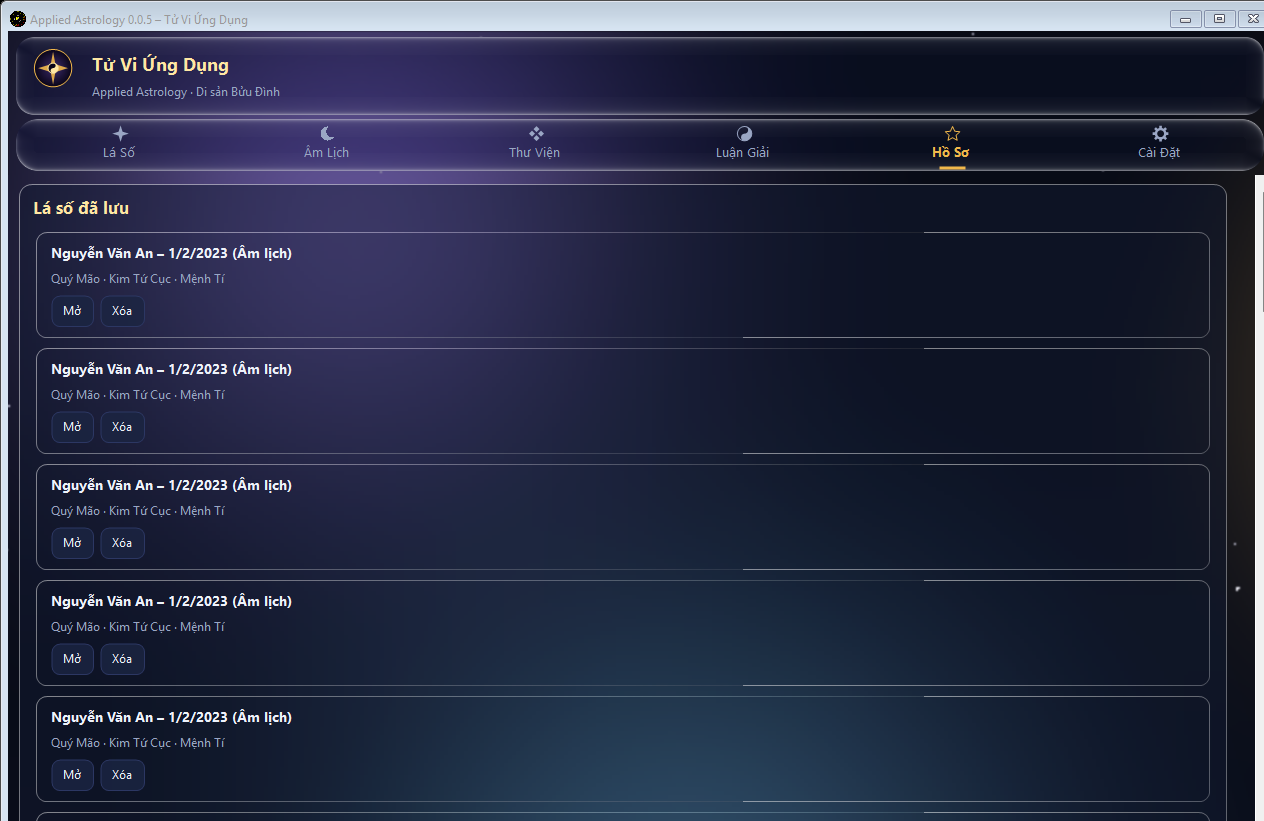 Applied Astrology 0.0.5 – Tử Vi Ứng Dụng
Tử Vi Ứng Dụng
Applied Astrology · Di sản Bửu Đình
Lá Số
Âm Lịch
Thư Viện
Luận Giải
Hồ Sơ
Cài Đặt
Lá số đã lưu
Nguyễn Văn An – 1/2/2023 (Âm lịch)
Quý Mão · Kim Tứ Cục · Mệnh Tí
Mở Xóa
Nguyễn Văn An – 1/2/2023 (Âm lịch)
Quý Mão · Kim Tứ Cục · Mệnh Tí
Mở Xóa
Nguyễn Văn An – 1/2/2023 (Âm lịch)
Quý Mão · Kim Tứ Cục · Mệnh Tí
Mở Xóa
Nguyễn Văn An – 1/2/2023 (Âm lịch)
Quý Mão · Kim Tứ Cục · Mệnh Tí
Mở Xóa
Nguyễn Văn An – 1/2/2023 (Âm lịch)
Quý Mão · Kim Tứ Cục · Mệnh Tí
Mở Xóa